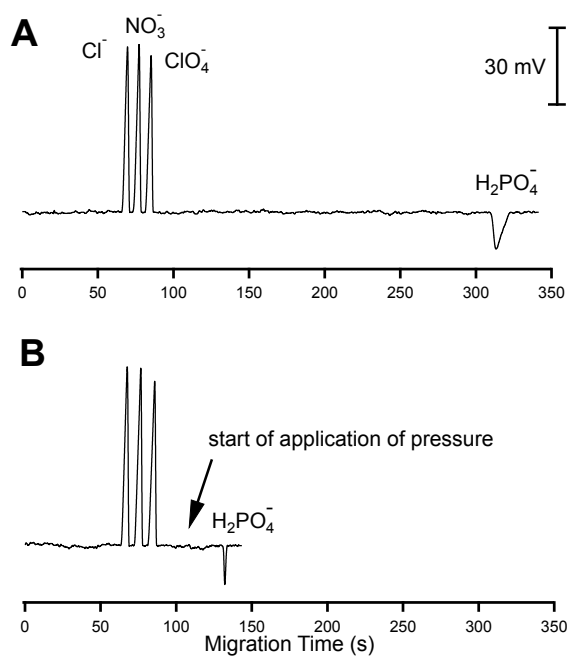 A
Cl⁻
NO₃⁻
ClO₄⁻
30 mV
H₂PO₄⁻
0 50 100 150 200 250 300 350
B
start of application of pressure
H₂PO₄⁻
0 50 100 150 200 250 300 350
Migration Time (s)